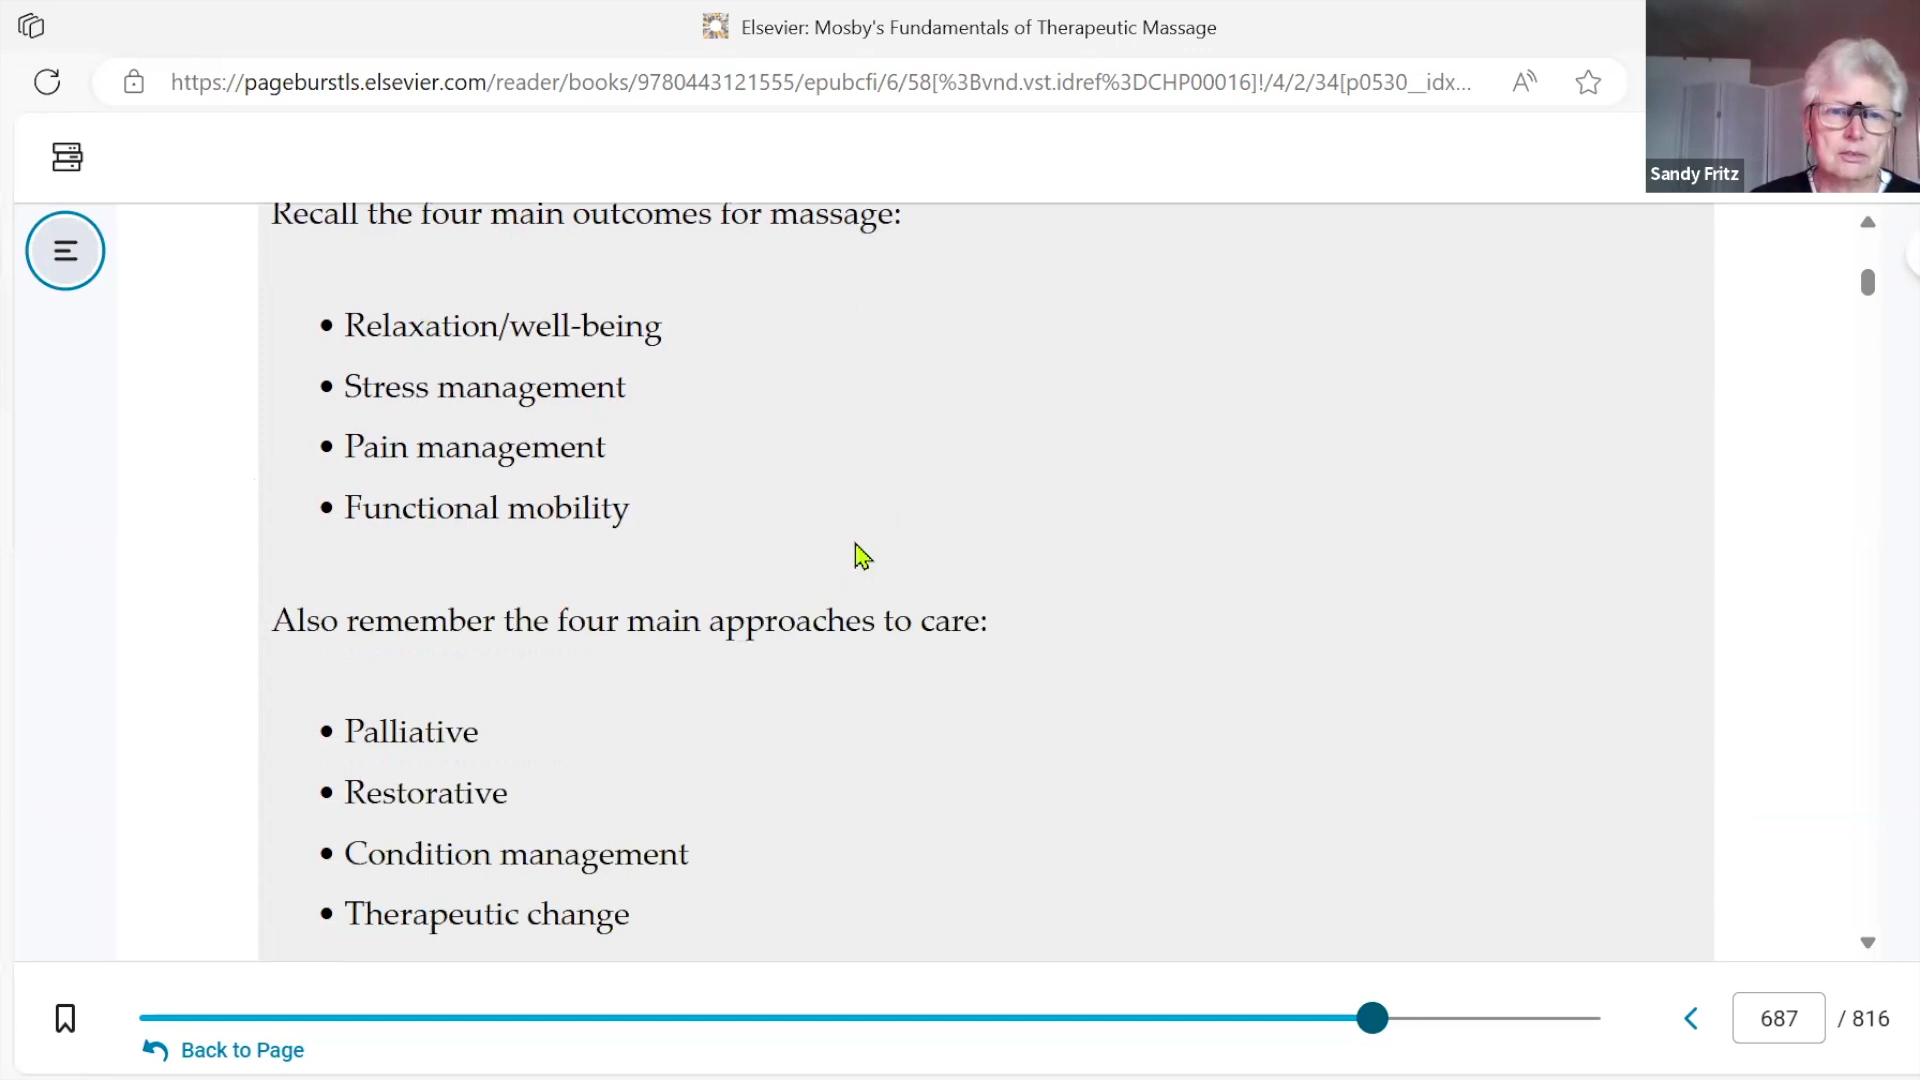 Elsevier: Mosby's Fundamentals of Therapeutic Massage
https://pageburstls.elsevier.com/reader/books/9780443121555/epubcfi/6/58[%3Bvnd.vst.idref%3DCHP00016]!/4/2/34[p0530__idx...
Sandy Fritz
Recall the four main outcomes for massage:
• Relaxation/well-being
• Stress management
• Pain management
• Functional mobility
Also remember the four main approaches to care:
• Palliative
• Restorative
• Condition management
• Therapeutic change
687 / 816
Back to Page